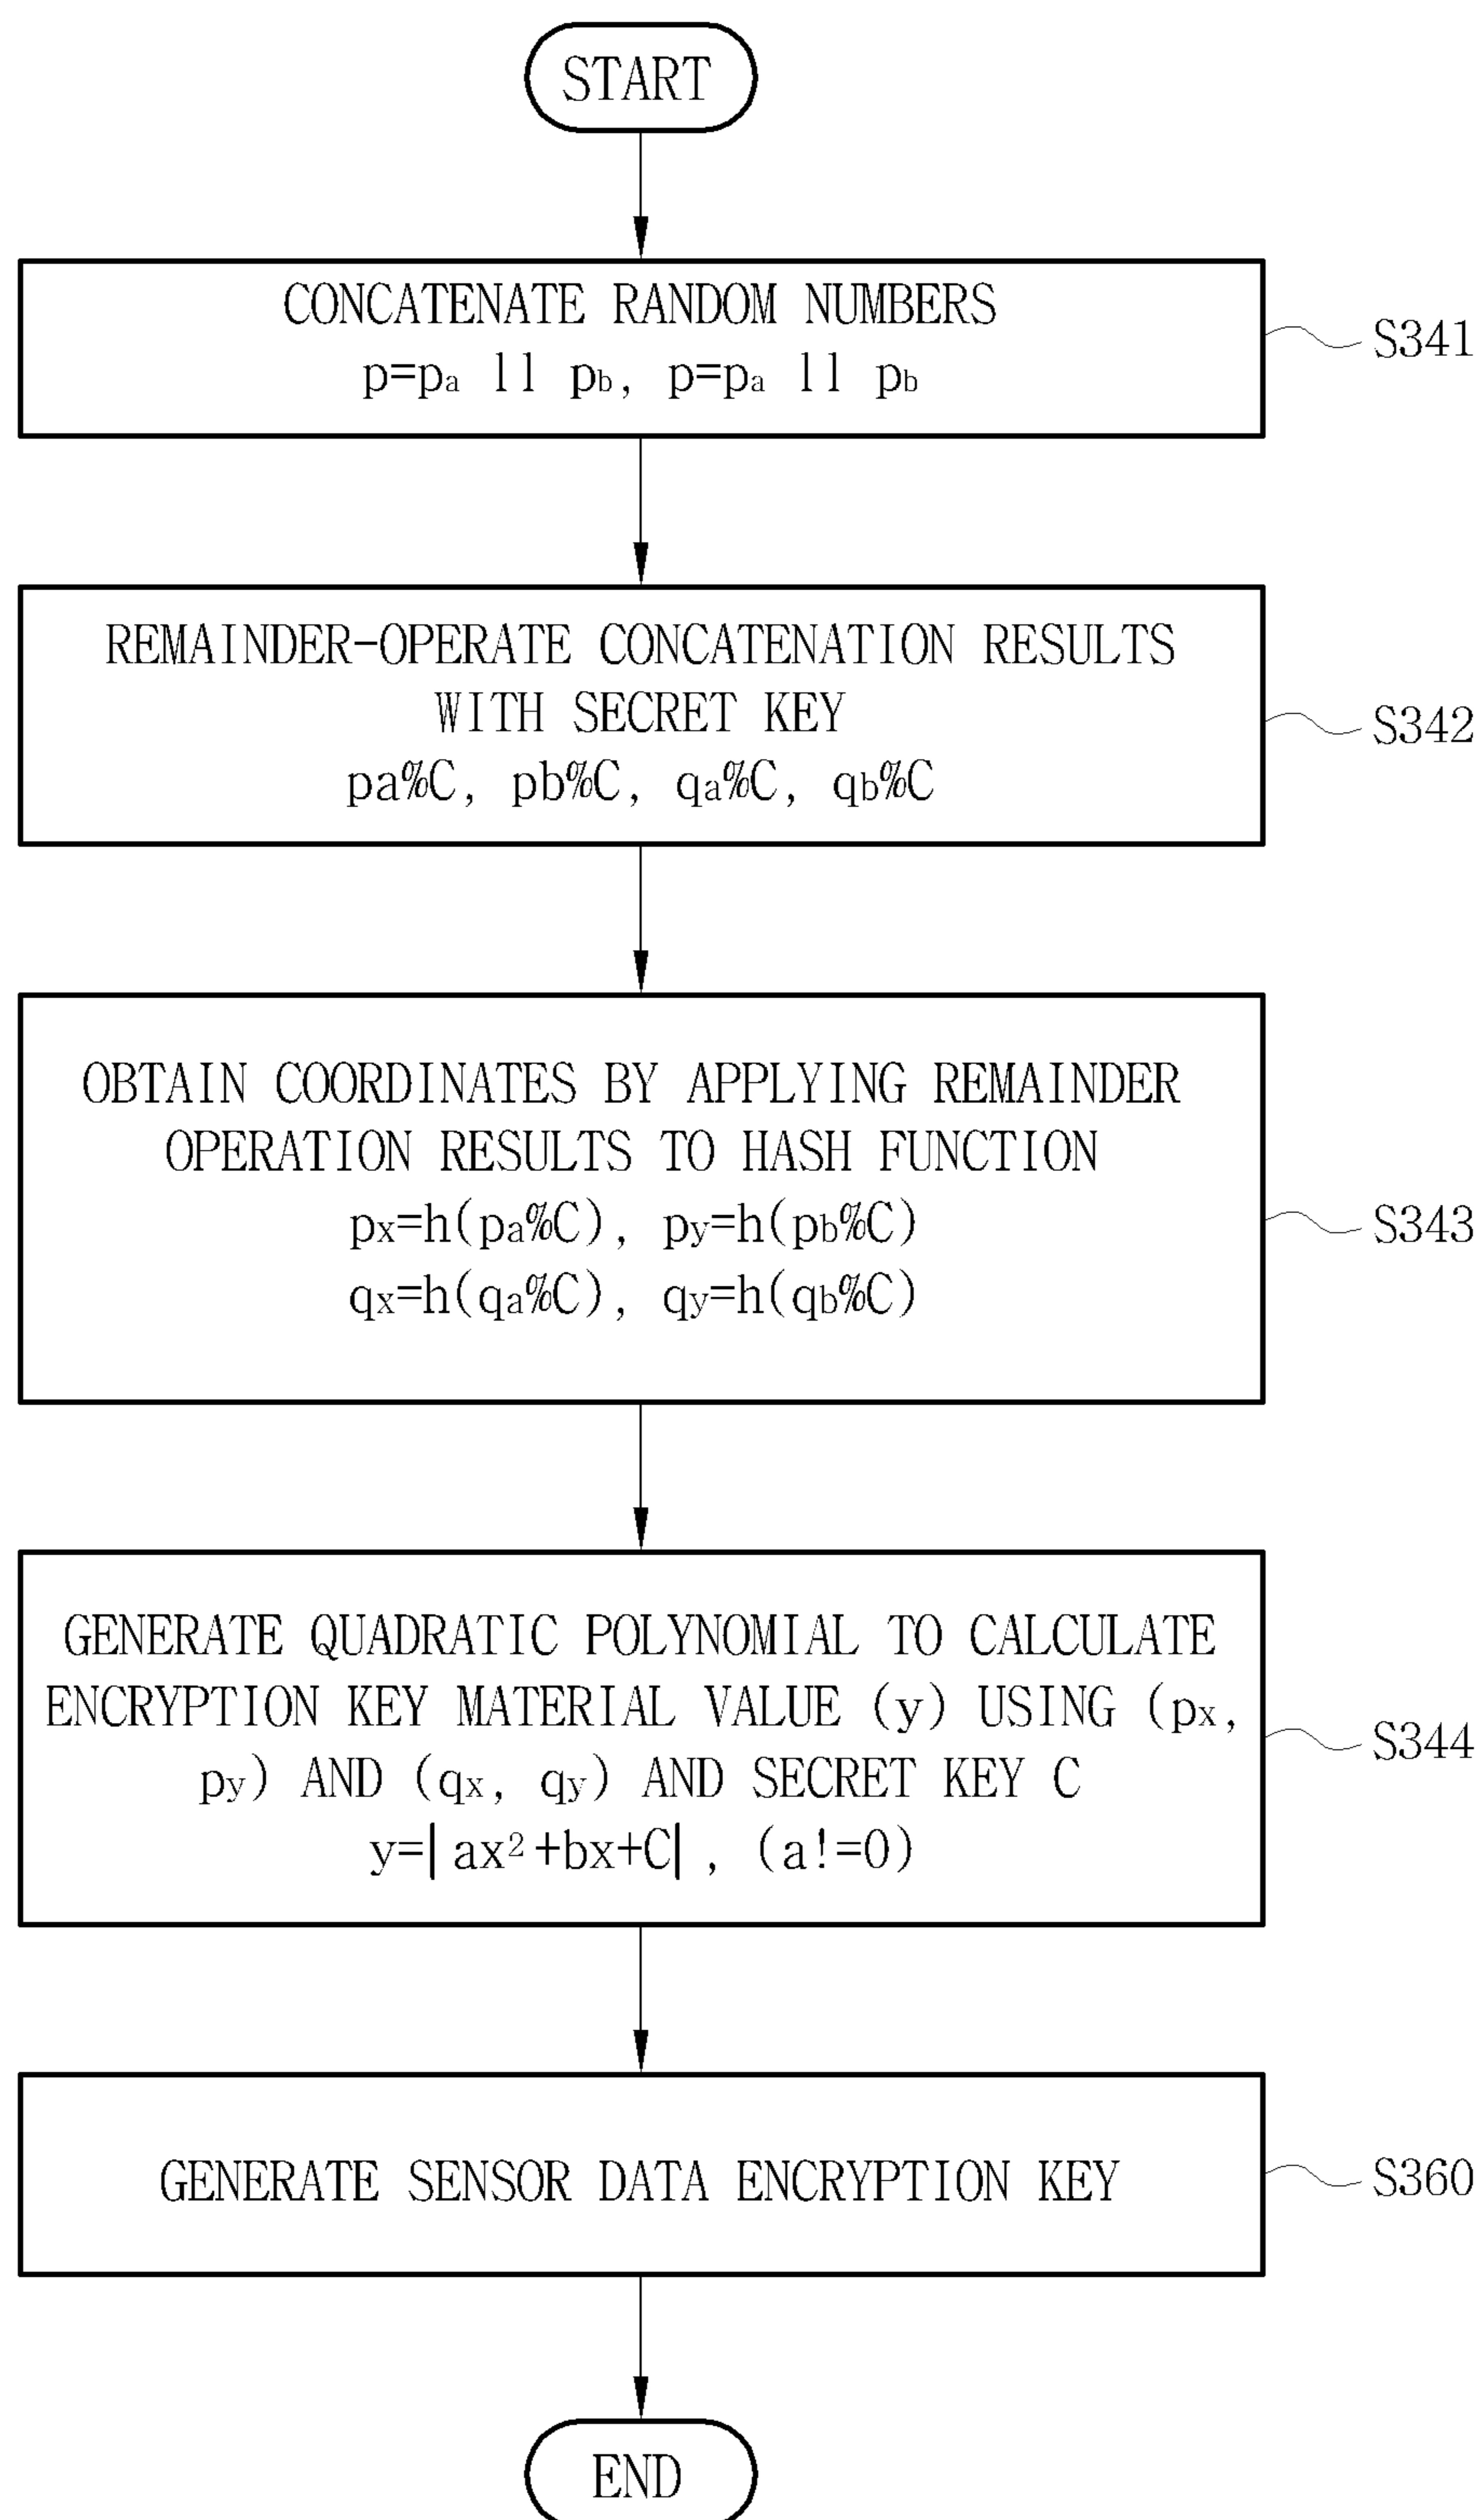 START
CONCATENATE RANDOM NUMBERS
p=pa ll pb, p=pa ll pb
S341
REMAINDER-OPERATE CONCATENATION RESULTS
WITH SECRET KEY
pa%C, pb%C, qa%C, qb%C
S342
OBTAIN COORDINATES BY APPLYING REMAINDER
OPERATION RESULTS TO HASH FUNCTION
px=h(pa%C), py=h(pb%C)
qx=h(qa%C), qy=h(qb%C)
S343
GENERATE QUADRATIC POLYNOMIAL TO CALCULATE
ENCRYPTION KEY MATERIAL VALUE (y) USING (px,
py) AND (qx, qy) AND SECRET KEY C
y=|ax²+bx+C|, (a!=0)
S344
GENERATE SENSOR DATA ENCRYPTION KEY
S360
END